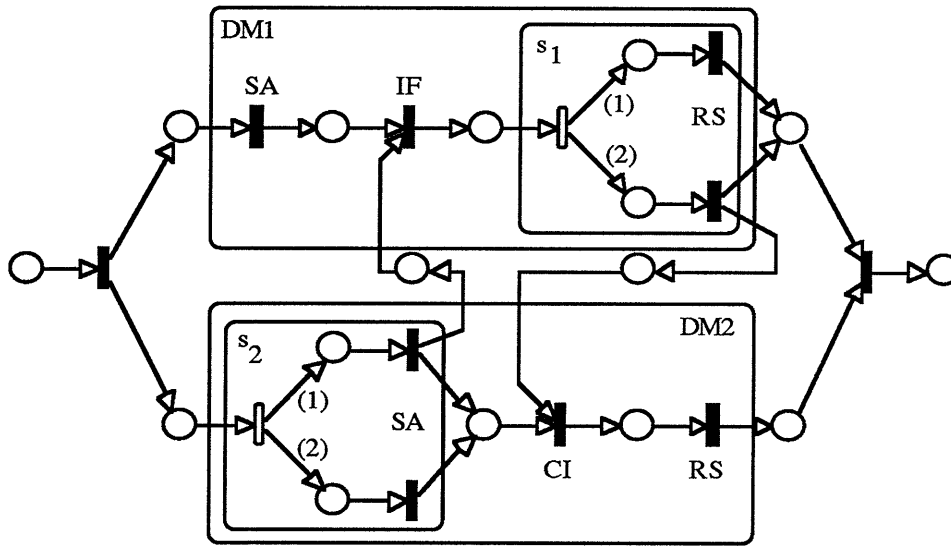 DM1
s1
SA
IF
(1)
RS
(2)
DM2
s2
(1)
SA
(2)
CI
RS